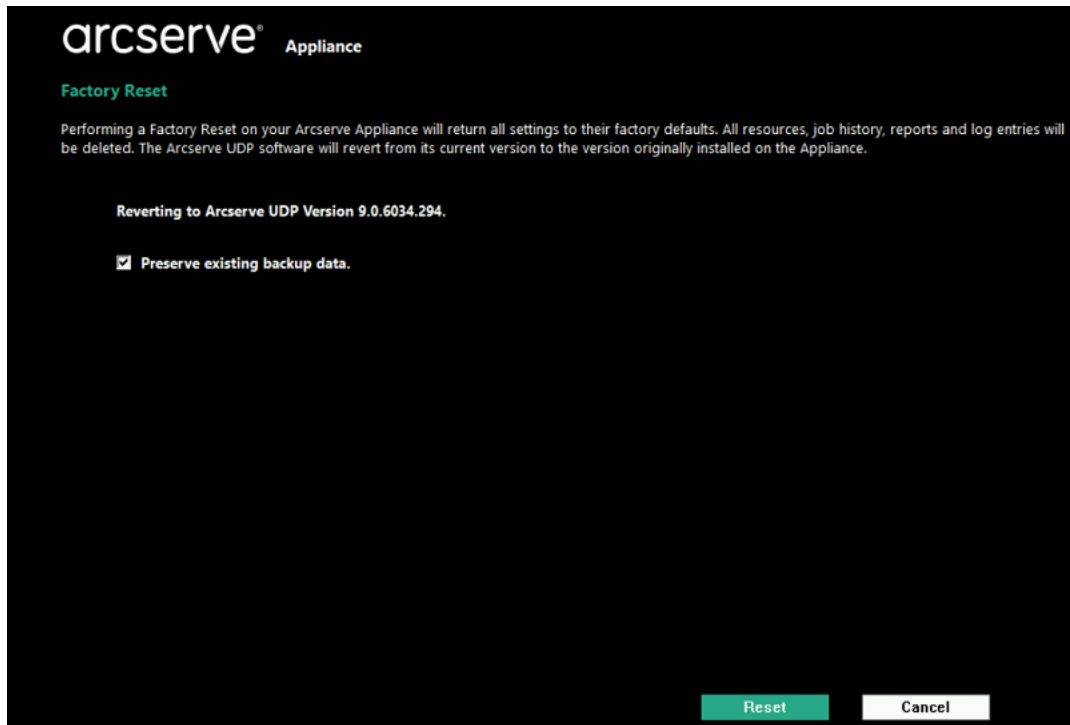 arcserve® Appliance
Factory Reset
Performing a Factory Reset on your Arcserve Appliance will return all settings to their factory defaults. All resources, job history, reports and log entries will
be deleted. The Arcserve UDP software will revert from its current version to the version originally installed on the Appliance.
Reverting to Arcserve UDP Version 9.0.6034.294.
Preserve existing backup data.
Reset Cancel